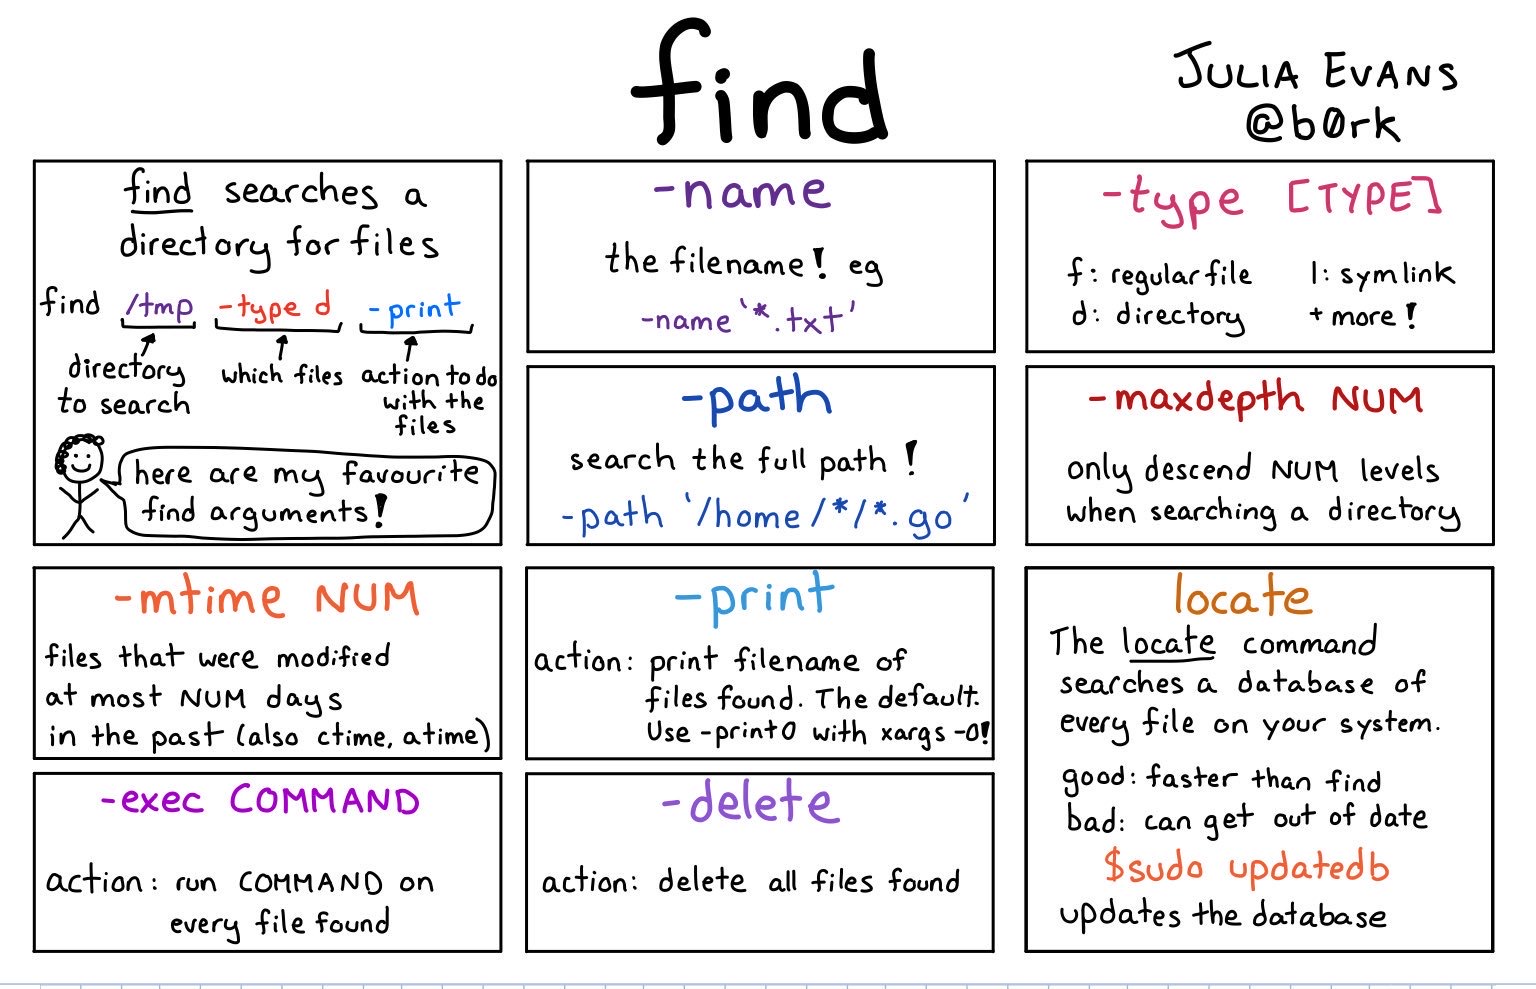 find
JULIA EVANS
@b0rk
find searches a
directory for files
find /tmp -type d -print
directory
to search
which files
action to do
with the
files
here are my favourite
find arguments!
-name
the filename! eg
-name '*.txt'
-type [TYPE]
f: regular file
l: symlink
d: directory
+ more!
-path
search the full path!
-path '/home/*/*.go'
-maxdepth NUM
only descend NUM levels
when searching a directory
-mtime NUM
files that were modified
at most NUM days
in the past (also ctime, atime)
-print
action: print filename of
files found. The default.
Use -print0 with xargs -0!
locate
The locate command
searches a database of
every file on your system.
good: faster than find
bad: can get out of date
$sudo updatedb
updates the database
-exec COMMAND
action: run COMMAND on
every file found
-delete
action: delete all files found